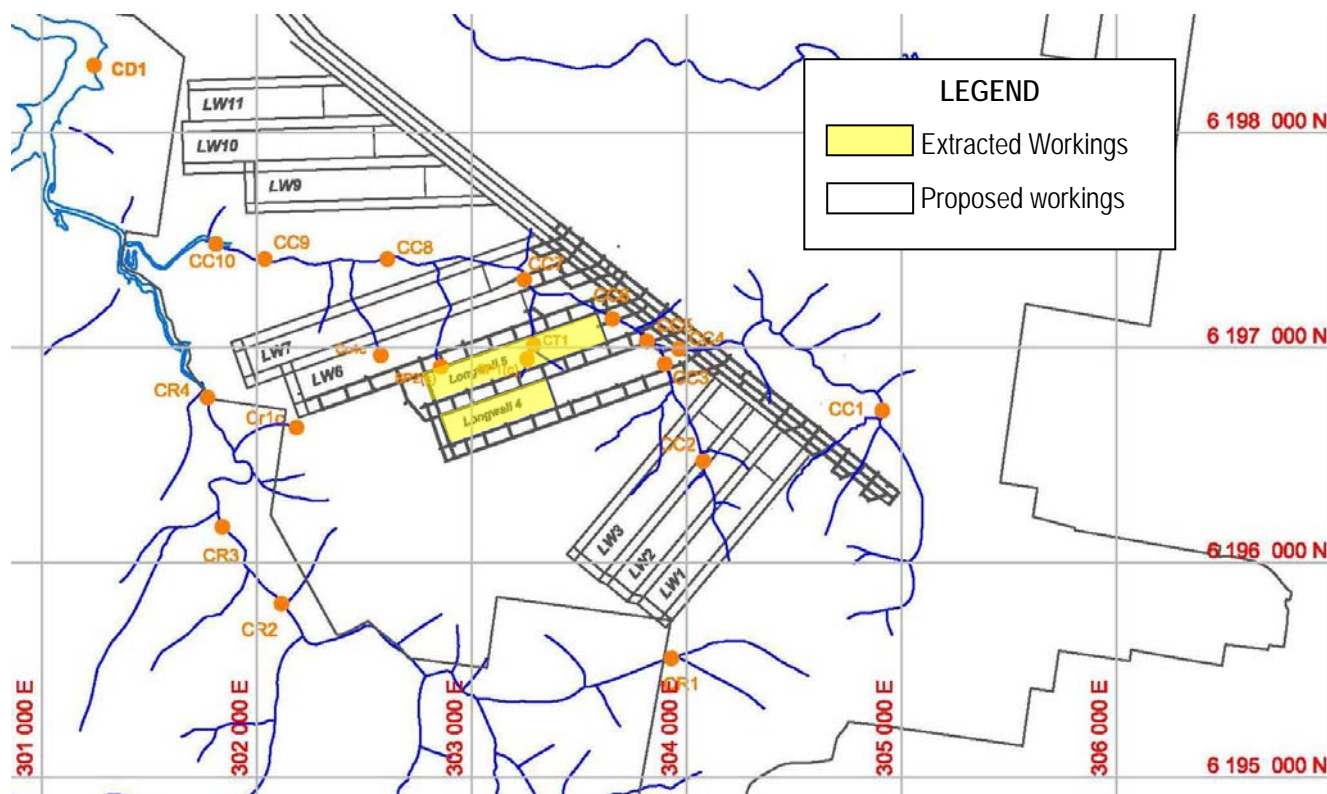 CD1
LEGEND
Extracted Workings
Proposed workings
6 198 000 N
LW11
LW10
LW9
CC10
CC9
CC8
CC7
CC6
CC4
CC3
CT1
6 197 000 N
LW7
LW6
Longwall 5
Longwall 4
CR4
Cr1c
CC1
CC2
CR3
LW3
LW2
LW1
6 196 000 N
CR2
CR1
301 000 E
302 000 E
303 000 E
304 000 E
305 000 E
306 000 E
6 195 000 N